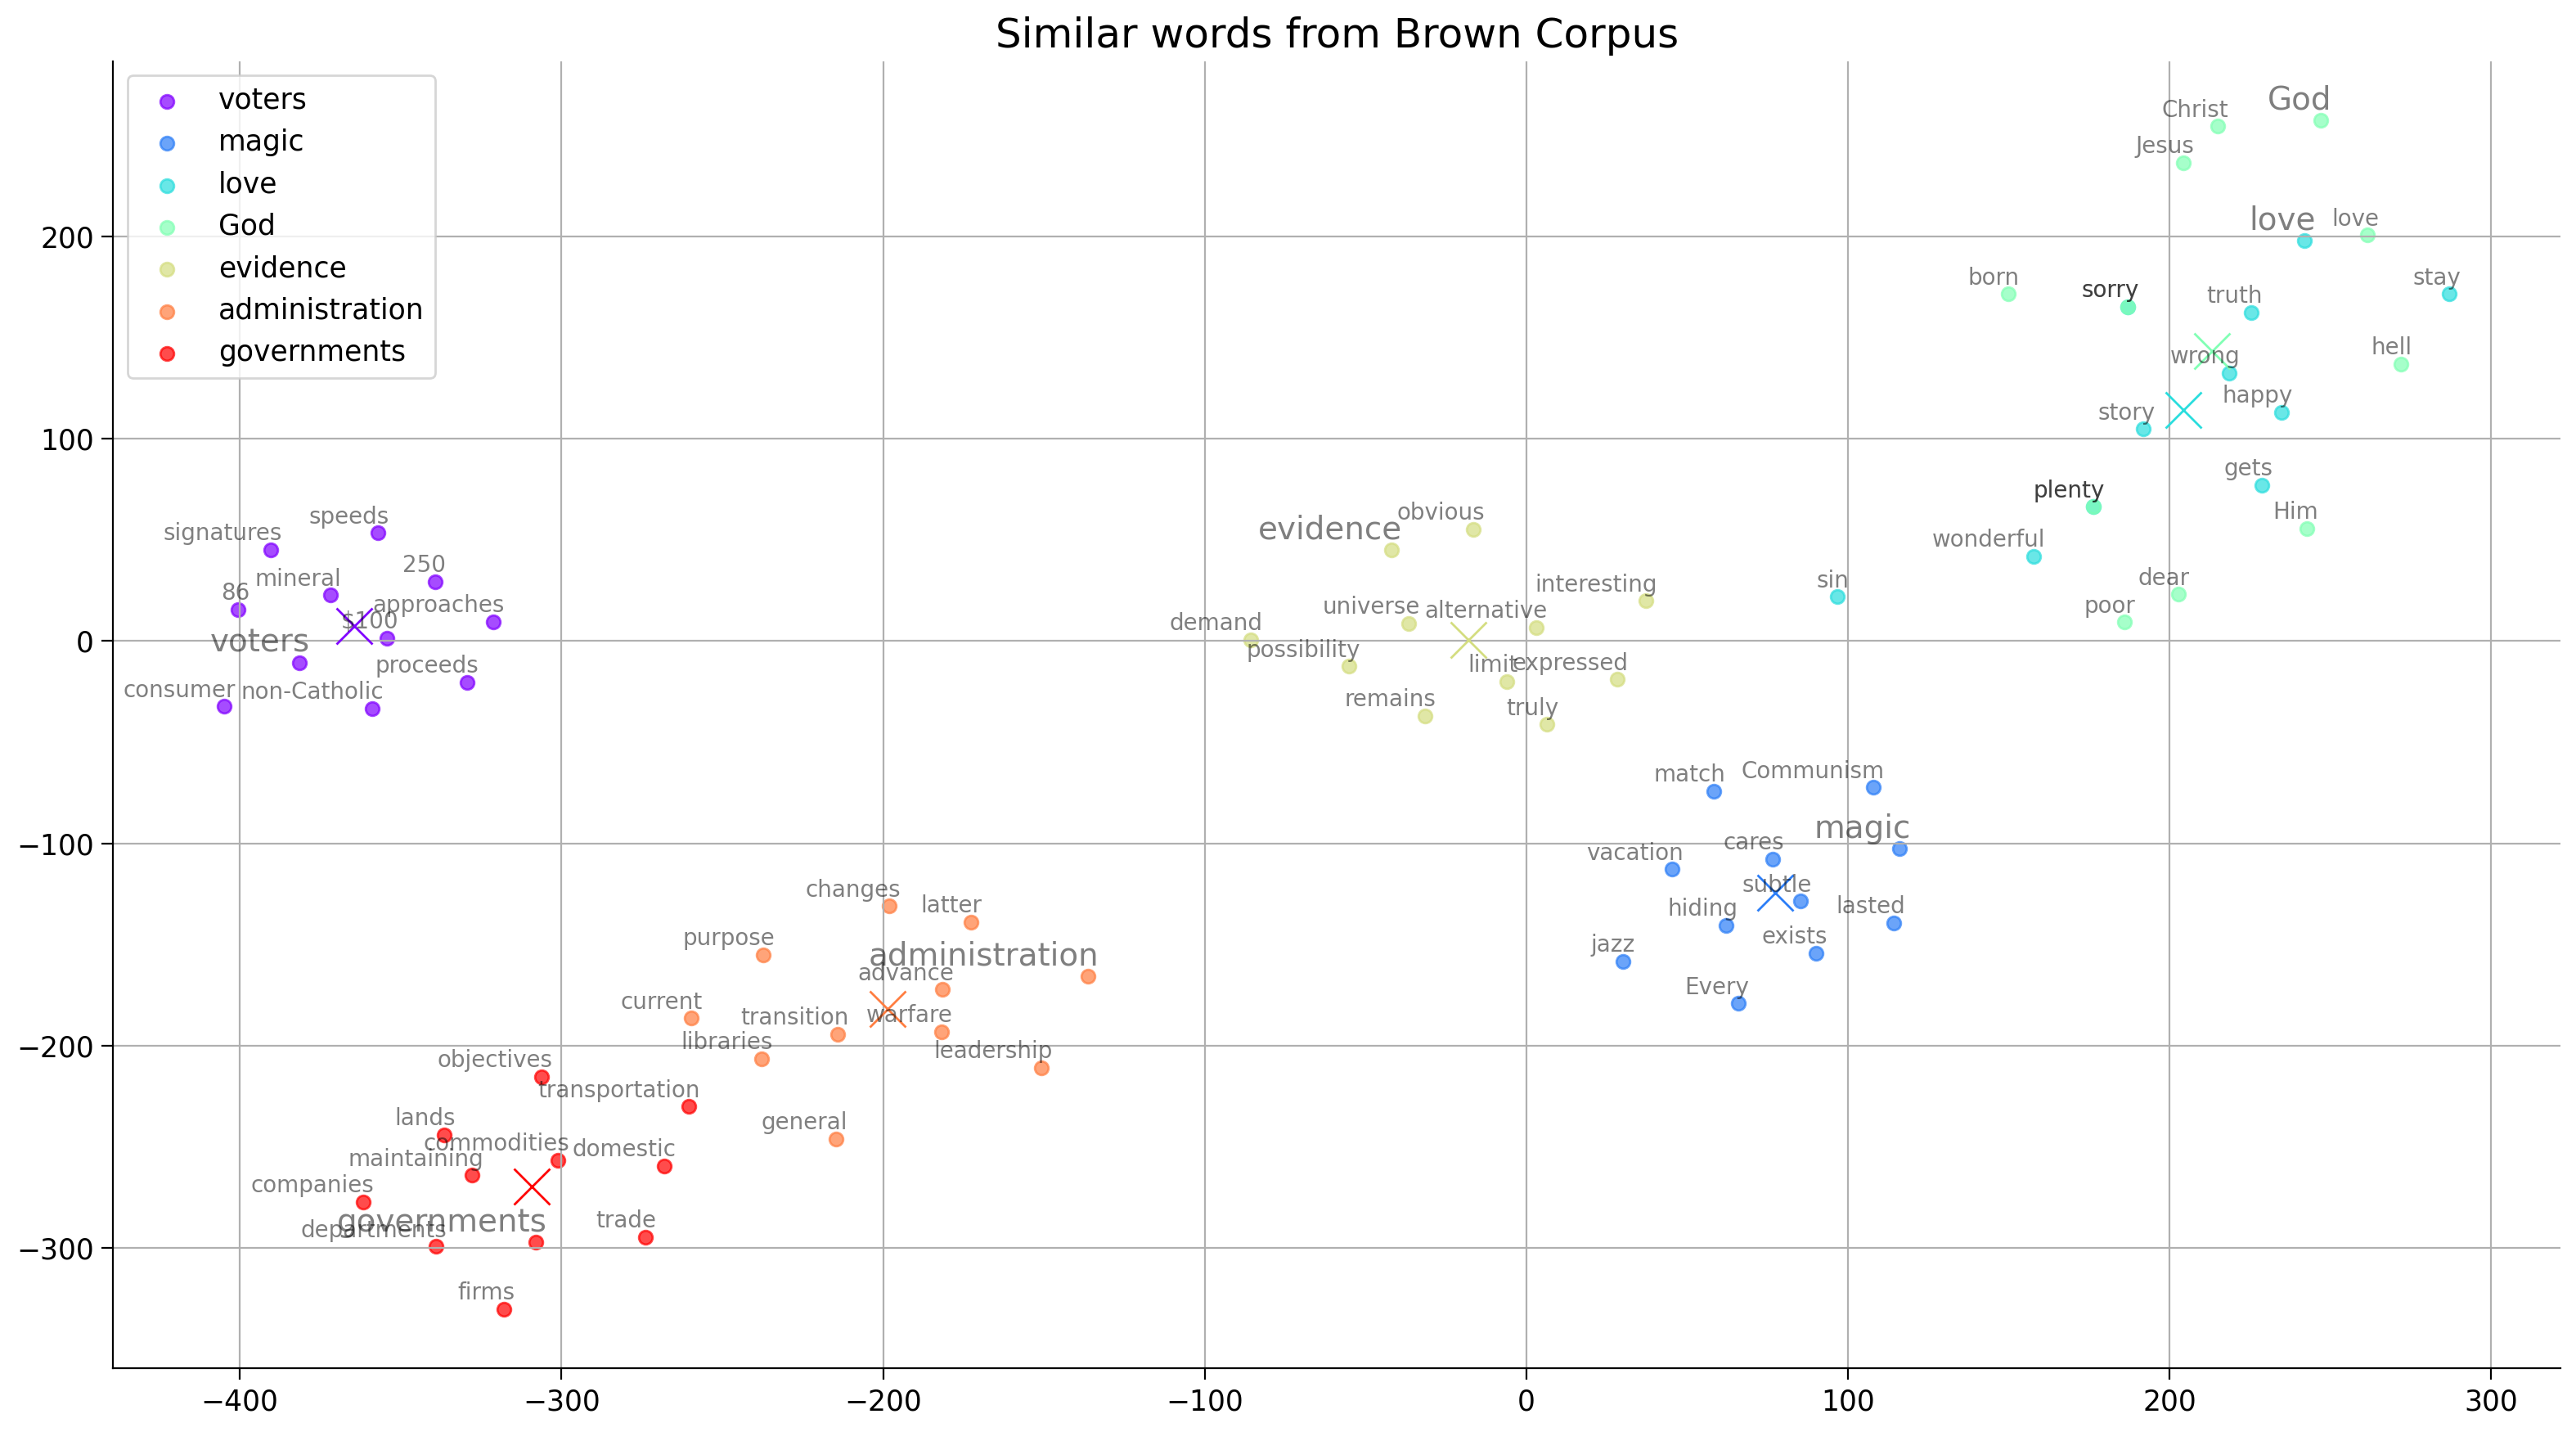 Similar words from Brown Corpus
voters
magic
love
God
evidence
administration
governments
200
100
0
−100
−200
−300
−400
−300
−200
−100
0
100
200
300
God
Christ
Jesus
love
love
born
sorry
truth
stay
wrong
hell
happy
story
gets
plenty
Him
wonderful
dear
sin
poor
speeds
signatures
250
mineral
86
approaches
$100
voters
proceeds
consumer
non-Catholic
obvious
evidence
interesting
universe
alternative
demand
possibility
limit
expressed
remains
truly
match
Communism
magic
cares
vacation
subtle
hiding
lasted
exists
jazz
Every
changes
latter
purpose
administration
advance
current
transition
warfare
libraries
leadership
general
objectives
transportation
lands
commodities
domestic
maintaining
companies
governments
departments
trade
firms